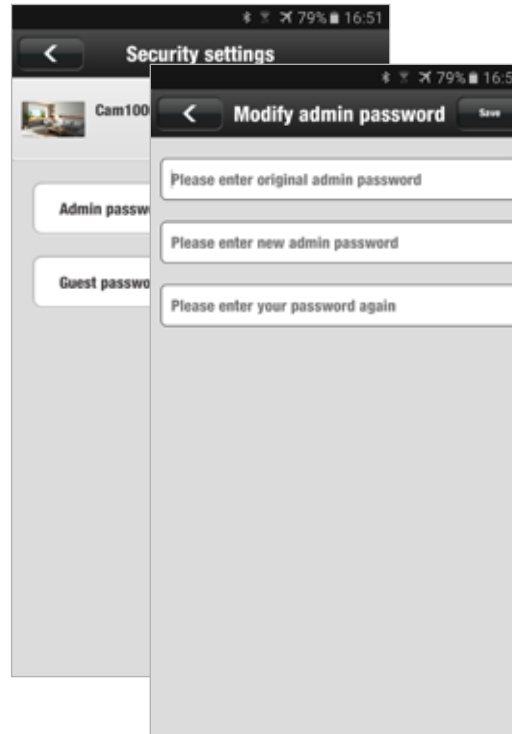 79% 16:51
Security settings
Cam100
Admin passw
Guest passwo
79% 16:5
Modify admin password Save
Please enter original admin password
Please enter new admin password
Please enter your password again